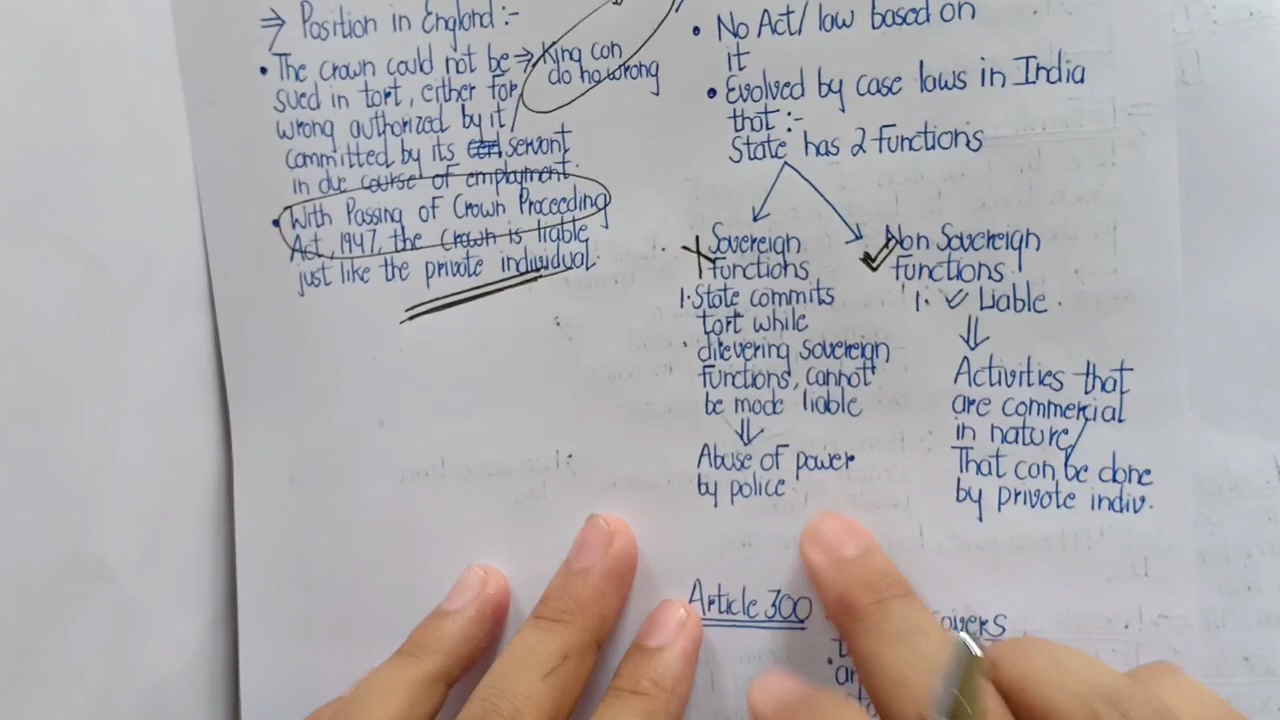 ⇒ Position in England :-
• The crown could not be ⇒ King can
do no wrong
sued in tort, either for
wrong authorized by it /
committed by its servant
in due course of employment.
• With Passing of Crown Proceeding
Act, 1947, the Crown is liable
just like the private individual.
• No Act/law based on
it
• Evolved by case laws in India
that :-
State has 2 functions
Sovereign
functions
1. State commits
tort while
dilevering sovereign
functions, cannot
be made liable
⇓
Abuse of power
by police
Non Sovereign
functions
1. ✓ Liable.
⇓
Activities that
are commercial
in nature/
That can be done
by private indiv.
Article 300